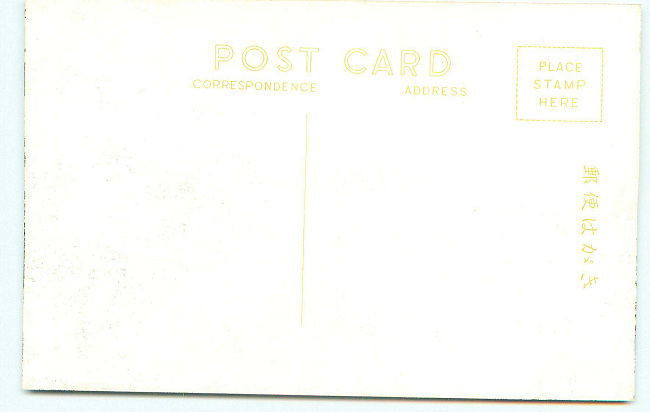 POST CARD
CORRESPONDENCE
ADDRESS
PLACE
STAMP
HERE
郵便はがき